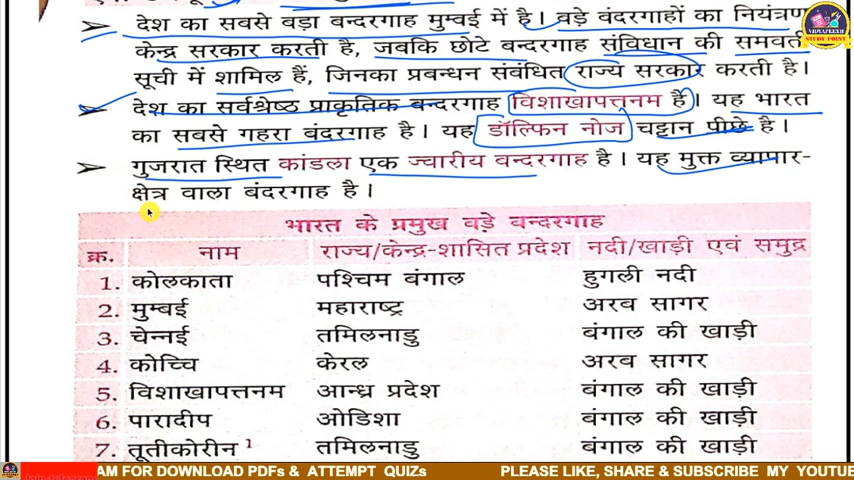 देश का सबसे बड़ा बन्दरगाह मुम्बई में है। बड़े बंदरगाहों का नियंत्रण
केन्द्र सरकार करती है, जबकि छोटे बन्दरगाह संविधान की समवर्ती
सूची में शामिल हैं, जिनका प्रबन्धन संबंधित राज्य सरकार करती है।
देश का सर्वश्रेष्ठ प्राकृतिक बन्दरगाह विशाखापत्तनम है। यह भारत
का सबसे गहरा बंदरगाह है। यह डॉल्फिन नोज चट्टान पीछे है।
गुजरात स्थित कांडला एक ज्वारीय बन्दरगाह है। यह मुक्त व्यापार-
क्षेत्र वाला बंदरगाह है।
भारत के प्रमुख बड़े बन्दरगाह
क्र. नाम राज्य/केन्द्र-शासित प्रदेश नदी/खाड़ी एवं समुद्र
1. कोलकाता पश्चिम बंगाल हुगली नदी
2. मुम्बई महाराष्ट्र अरब सागर
3. चेन्नई तमिलनाडु बंगाल की खाड़ी
4. कोच्चि केरल अरब सागर
5. विशाखापत्तनम आन्ध्र प्रदेश बंगाल की खाड़ी
6. पारादीप ओडिशा बंगाल की खाड़ी
7. तूतीकोरीन¹ तमिलनाडु बंगाल की खाड़ी
AM FOR DOWNLOAD PDFs & ATTEMPT QUIZs PLEASE LIKE, SHARE & SUBSCRIBE MY YOUTUB